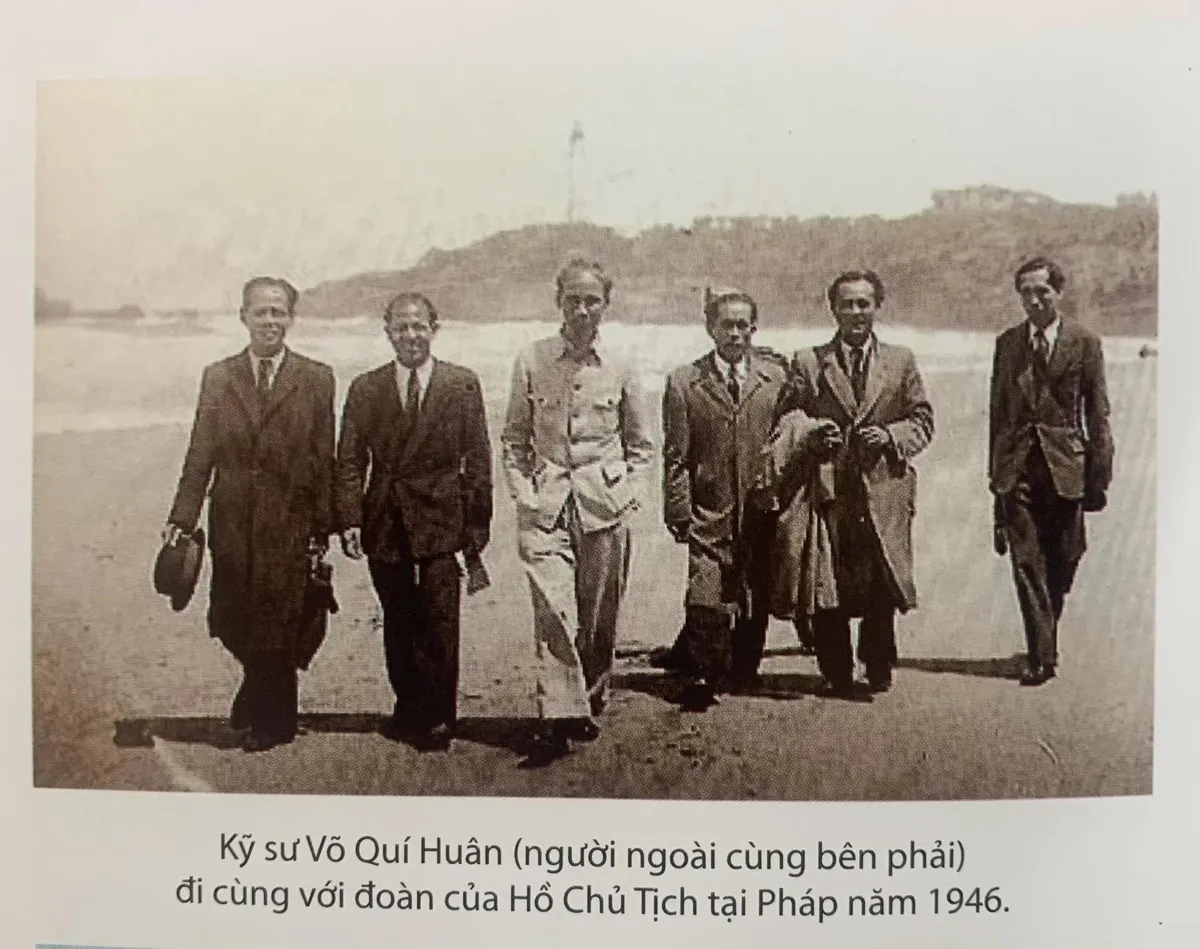 Kỹ sư Võ Quí Huân (người ngoài cùng bên phải)
đi cùng với đoàn của Hồ Chủ Tịch tại Pháp năm 1946.